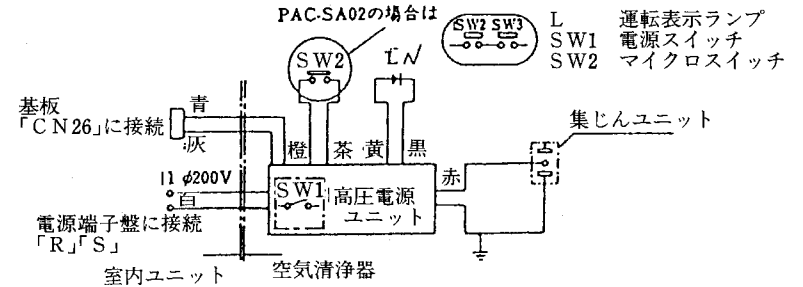 PAC-SA02の場合は
SW2 SW3
L 運転表示ランプ
SW1 電源スイッチ
SW2 マイクロスイッチ
SW2
LN
基板
「CN26」に接続
青
灰
橙
茶
黄
黒
集じんユニット
φ200V
白
SW1
高圧電源
ユニット
赤
電源端子盤に接続
「R」「S」
室内ユニット
空気清浄器